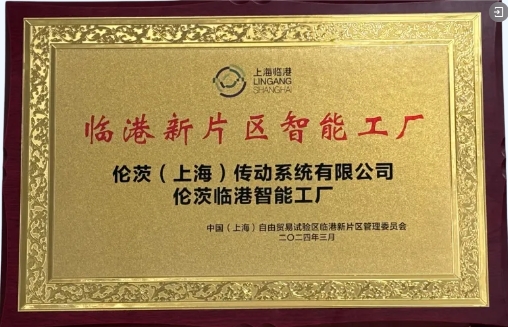 上海临港
LINGANG
SHANGHAI
临港新片区智能工厂
伦茨（上海）传动系统有限公司
伦茨临港智能工厂
中国（上海）自由贸易试验区临港新片区管理委员会
二〇二四年三月